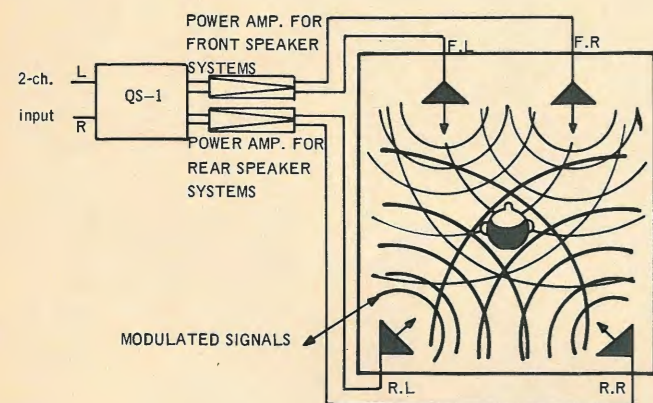 POWER AMP. FOR
FRONT SPEAKER
SYSTEMS
F.L
F.R
2-ch.
L
input
R
QS-1
POWER AMP. FOR
REAR SPEAKER
SYSTEMS
MODULATED SIGNALS
R.L
R.R